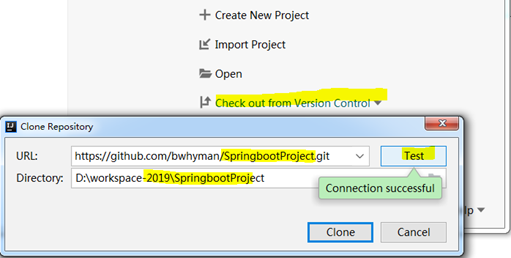 Create New Project
Import Project
Open
Check out from Version Control
Clone Repository
URL: https://github.com/bwhyman/SpringbootProject.git Test
Directory: D:\workspace-2019\SpringbootProject
Connection successful
lp
Clone Cancel